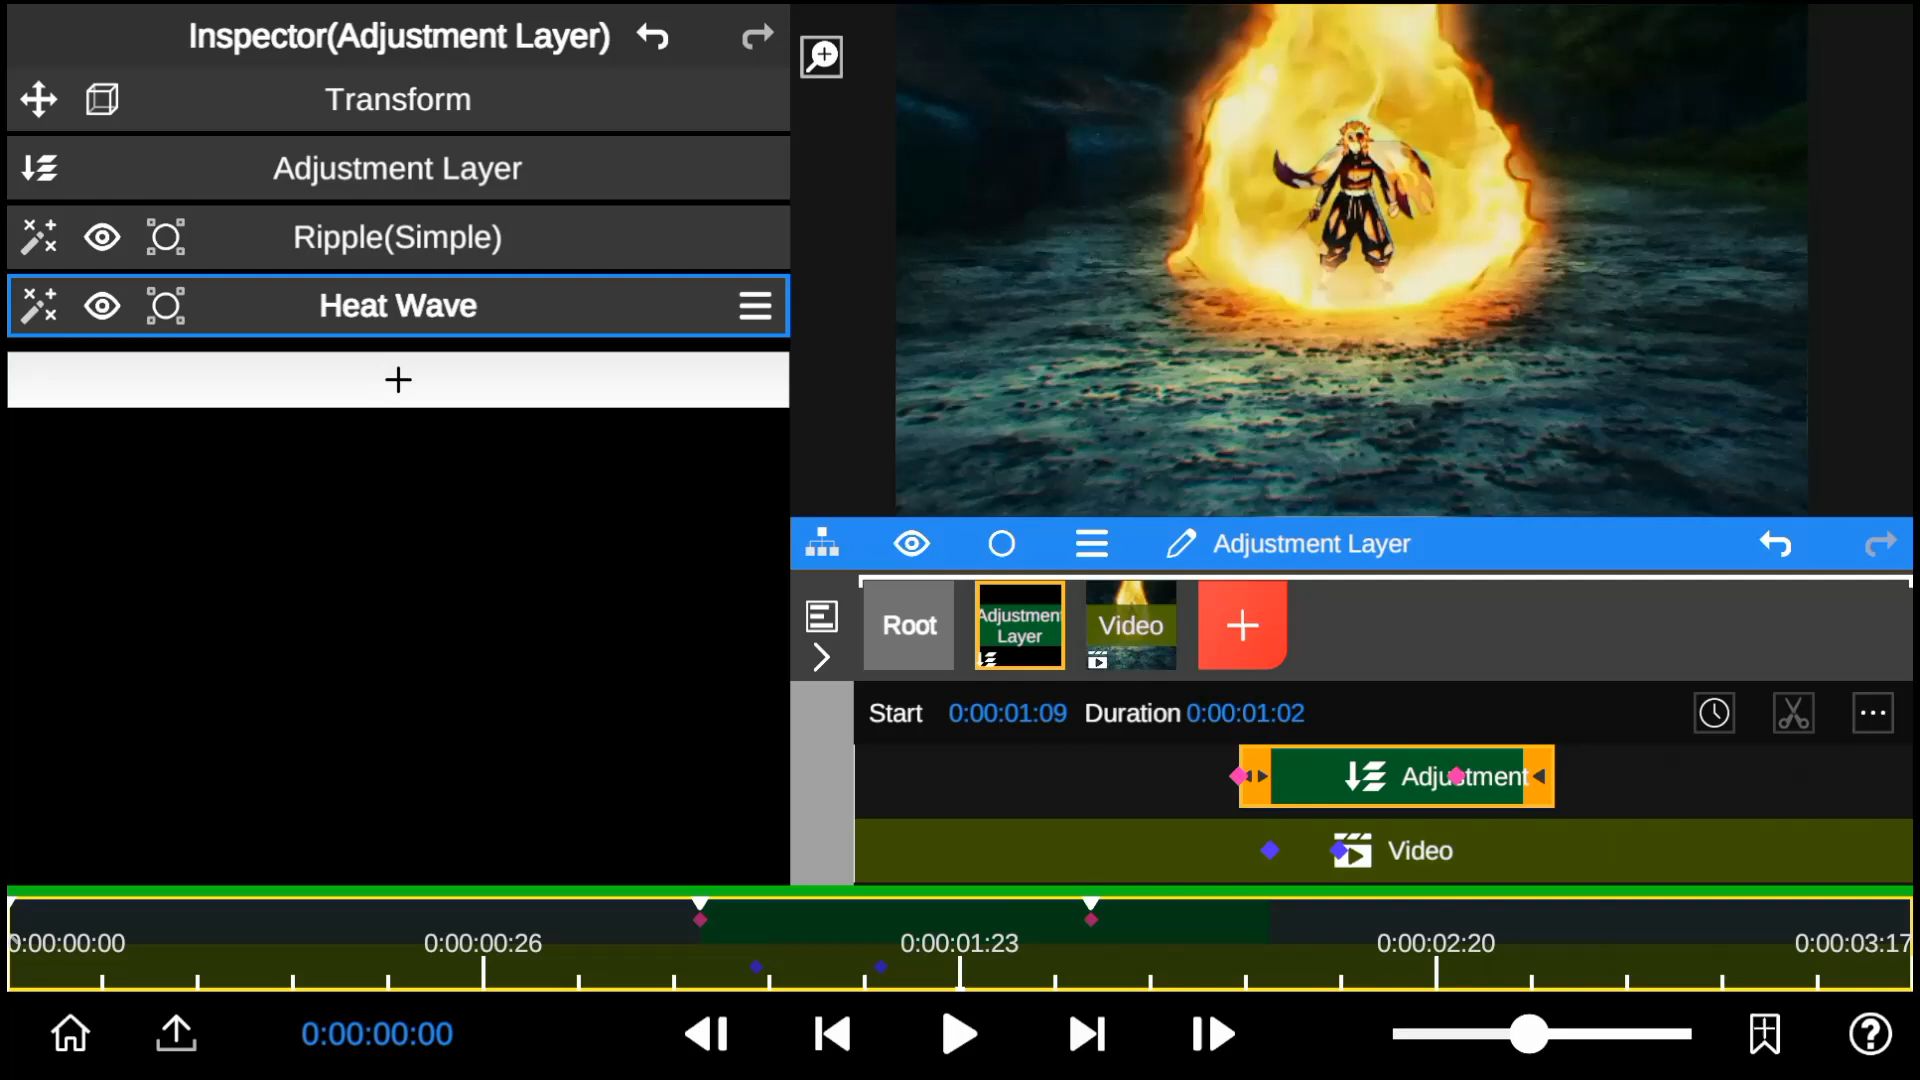 Inspector(Adjustment Layer)
Transform
Adjustment Layer
Ripple(Simple)
Heat Wave
Adjustment Layer
Root
Adjustment
Layer
Video
Start 0:00:01:09 Duration 0:00:01:02
Adjustment
Video
0:00:00:00 0:00:00:26 0:00:01:23 0:00:02:20 0:00:03:17
0:00:00:00